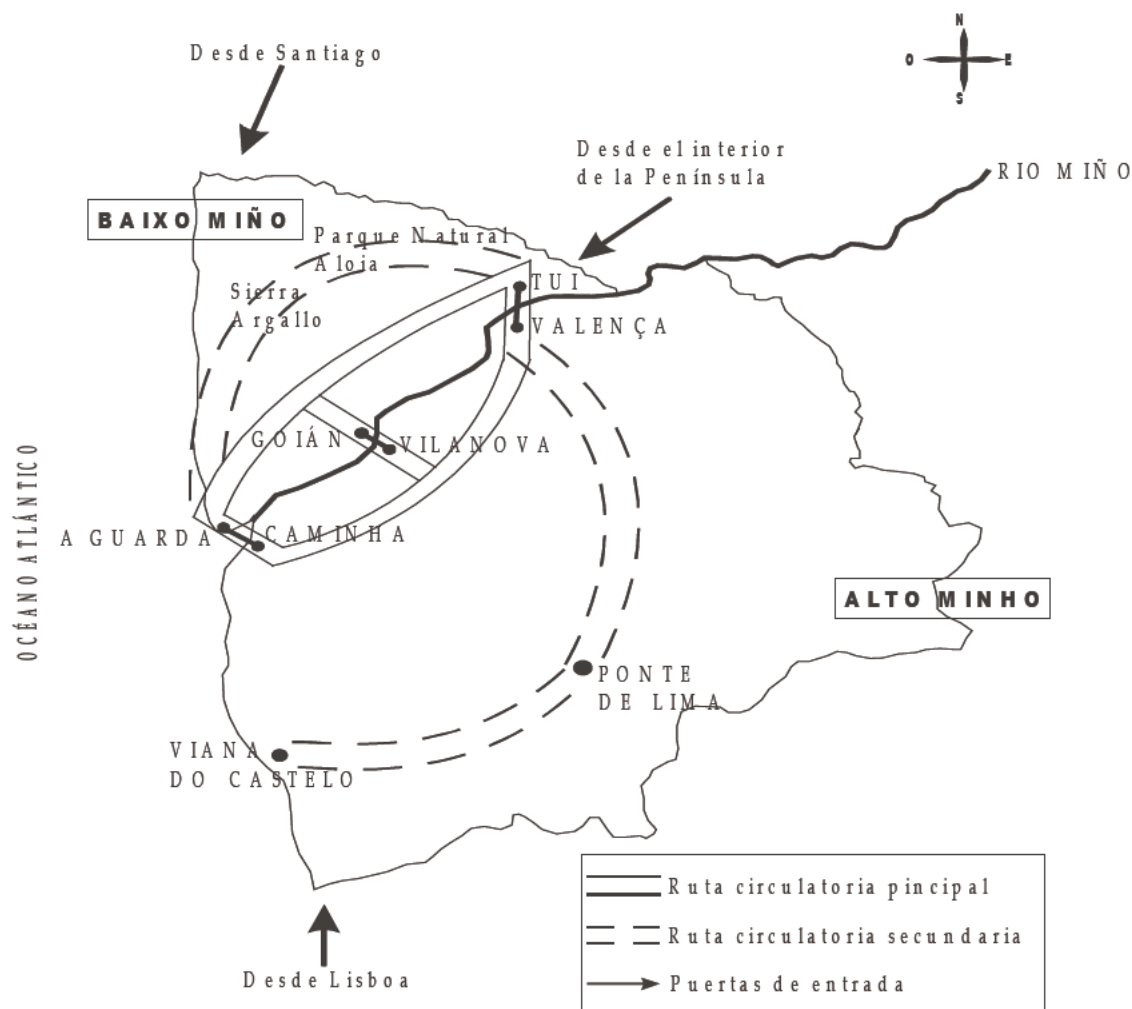 N
O
E
S
Desde Santiago
Desde el interior
de la Península
RIO MIÑO
BAIXO MIÑO
Parque Natural
Aloia
Sierra
Argallo
TUI
VALENÇA
GOIÁN
VILANOVA
A GUARDA
CAMINHA
OCÉANO ATLÁNTICO
ALTO MINHO
PONTE
DE LIMA
VIANA
DO CASTELO
Ruta circulatoria pincipal
Ruta circulatoria secundaria
Puertas de entrada
Desde Lisboa